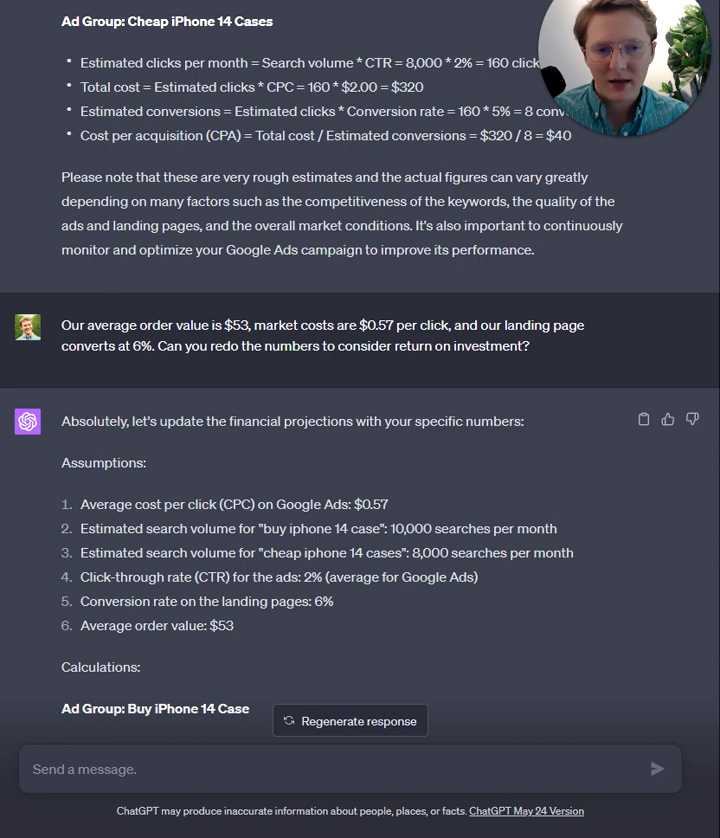 Ad Group: Cheap iPhone 14 Cases
• Estimated clicks per month = Search volume * CTR = 8,000 * 2% = 160
• Total cost = Estimated clicks * CPC = 160 * $2.00 = $320
• Estimated conversions = Estimated clicks * Conversion rate = 160 * 5% = 8
• Cost per acquisition (CPA) = Total cost / Estimated conversions = $320 / 8 = $40
Please note that these are very rough estimates and the actual figures can vary greatly
depending on many factors such as the competitiveness of the keywords, the quality of the
ads and landing pages, and the overall market conditions. It's also important to continuously
monitor and optimize your Google Ads campaign to improve its performance.
Our average order value is $53, market costs are $0.57 per click, and our landing page
converts at 6%. Can you redo the numbers to consider return on investment?
Absolutely, let's update the financial projections with your specific numbers:
Assumptions:
1. Average cost per click (CPC) on Google Ads: $0.57
2. Estimated search volume for "buy iphone 14 case": 10,000 searches per month
3. Estimated search volume for "cheap iphone 14 cases": 8,000 searches per month
4. Click-through rate (CTR) for the ads: 2% (average for Google Ads)
5. Conversion rate on the landing pages: 6%
6. Average order value: $53
Calculations:
Ad Group: Buy iPhone 14 Case
Regenerate response
Send a message.
ChatGPT may produce inaccurate information about people, places, or facts. ChatGPT May 24 Version